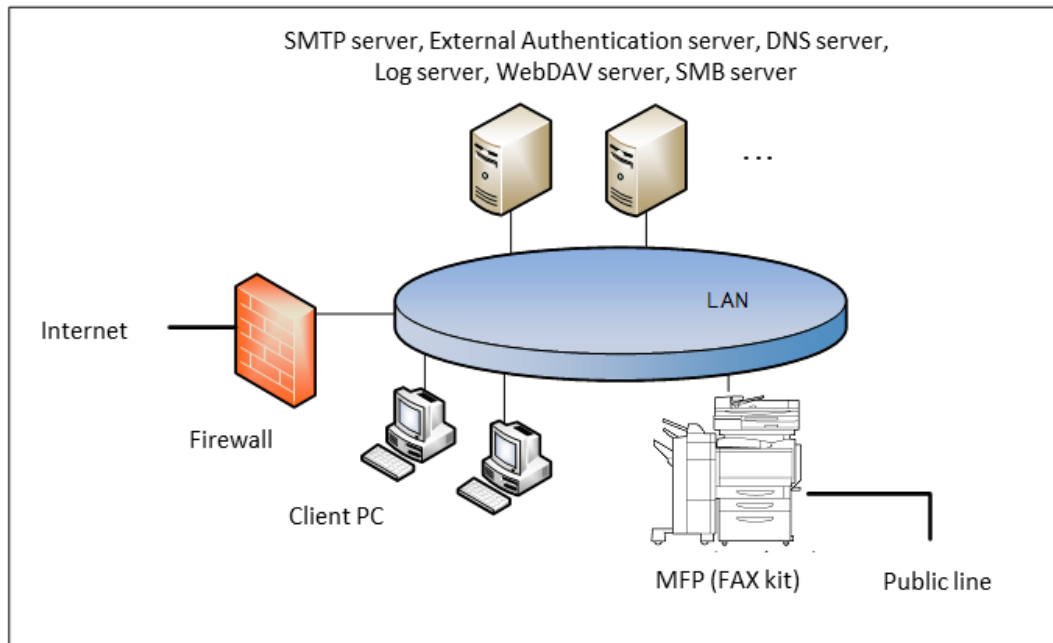 SMTP server, External Authentication server, DNS server,
Log server, WebDAV server, SMB server
...
LAN
Internet
Firewall
Client PC
MFP (FAX kit)
Public line